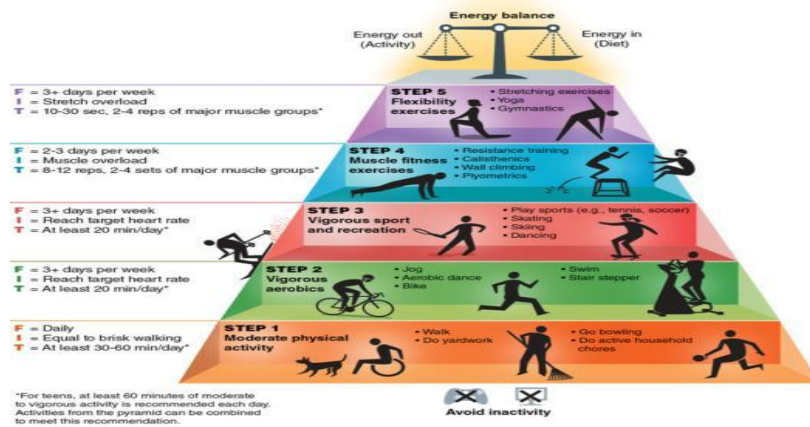 Energy balance
Energy out
(Activity)
Energy in
(Diet)
F = 3+ days per week
I = Stretch overload
T = 10-30 sec, 2-4 reps of major muscle groups*
STEP 5
Flexibility
exercises
• Stretching exercises
• Yoga
• Gymnastics
F = 2-3 days per week
I = Muscle overload
T = 8-12 reps, 2-4 sets of major muscle groups*
STEP 4
Muscle fitness
exercises
• Resistance training
• Calisthenics
• Wall climbing
• Plyometrics
F = 3+ days per week
I = Reach target heart rate
T = At least 20 min/day*
STEP 3
Vigorous sport
and recreation
• Play sports (e.g., tennis, soccer)
• Skating
• Skiing
• Dancing
F = 3+ days per week
I = Reach target heart rate
T = At least 20 min/day*
STEP 2
Vigorous
aerobics
• Jog
• Aerobic dance
• Bike
• Swim
• Stair stepper
F = Daily
I = Equal to brisk walking
T = At least 30-60 min/day*
STEP 1
Moderate physical
activity
• Walk
• Do yardwork
• Go bowling
• Do active household
chores
*For teens, at least 60 minutes of moderate
to vigorous activity is recommended each day.
Activities from the pyramid can be combined
to meet this recommendation.
Avoid inactivity